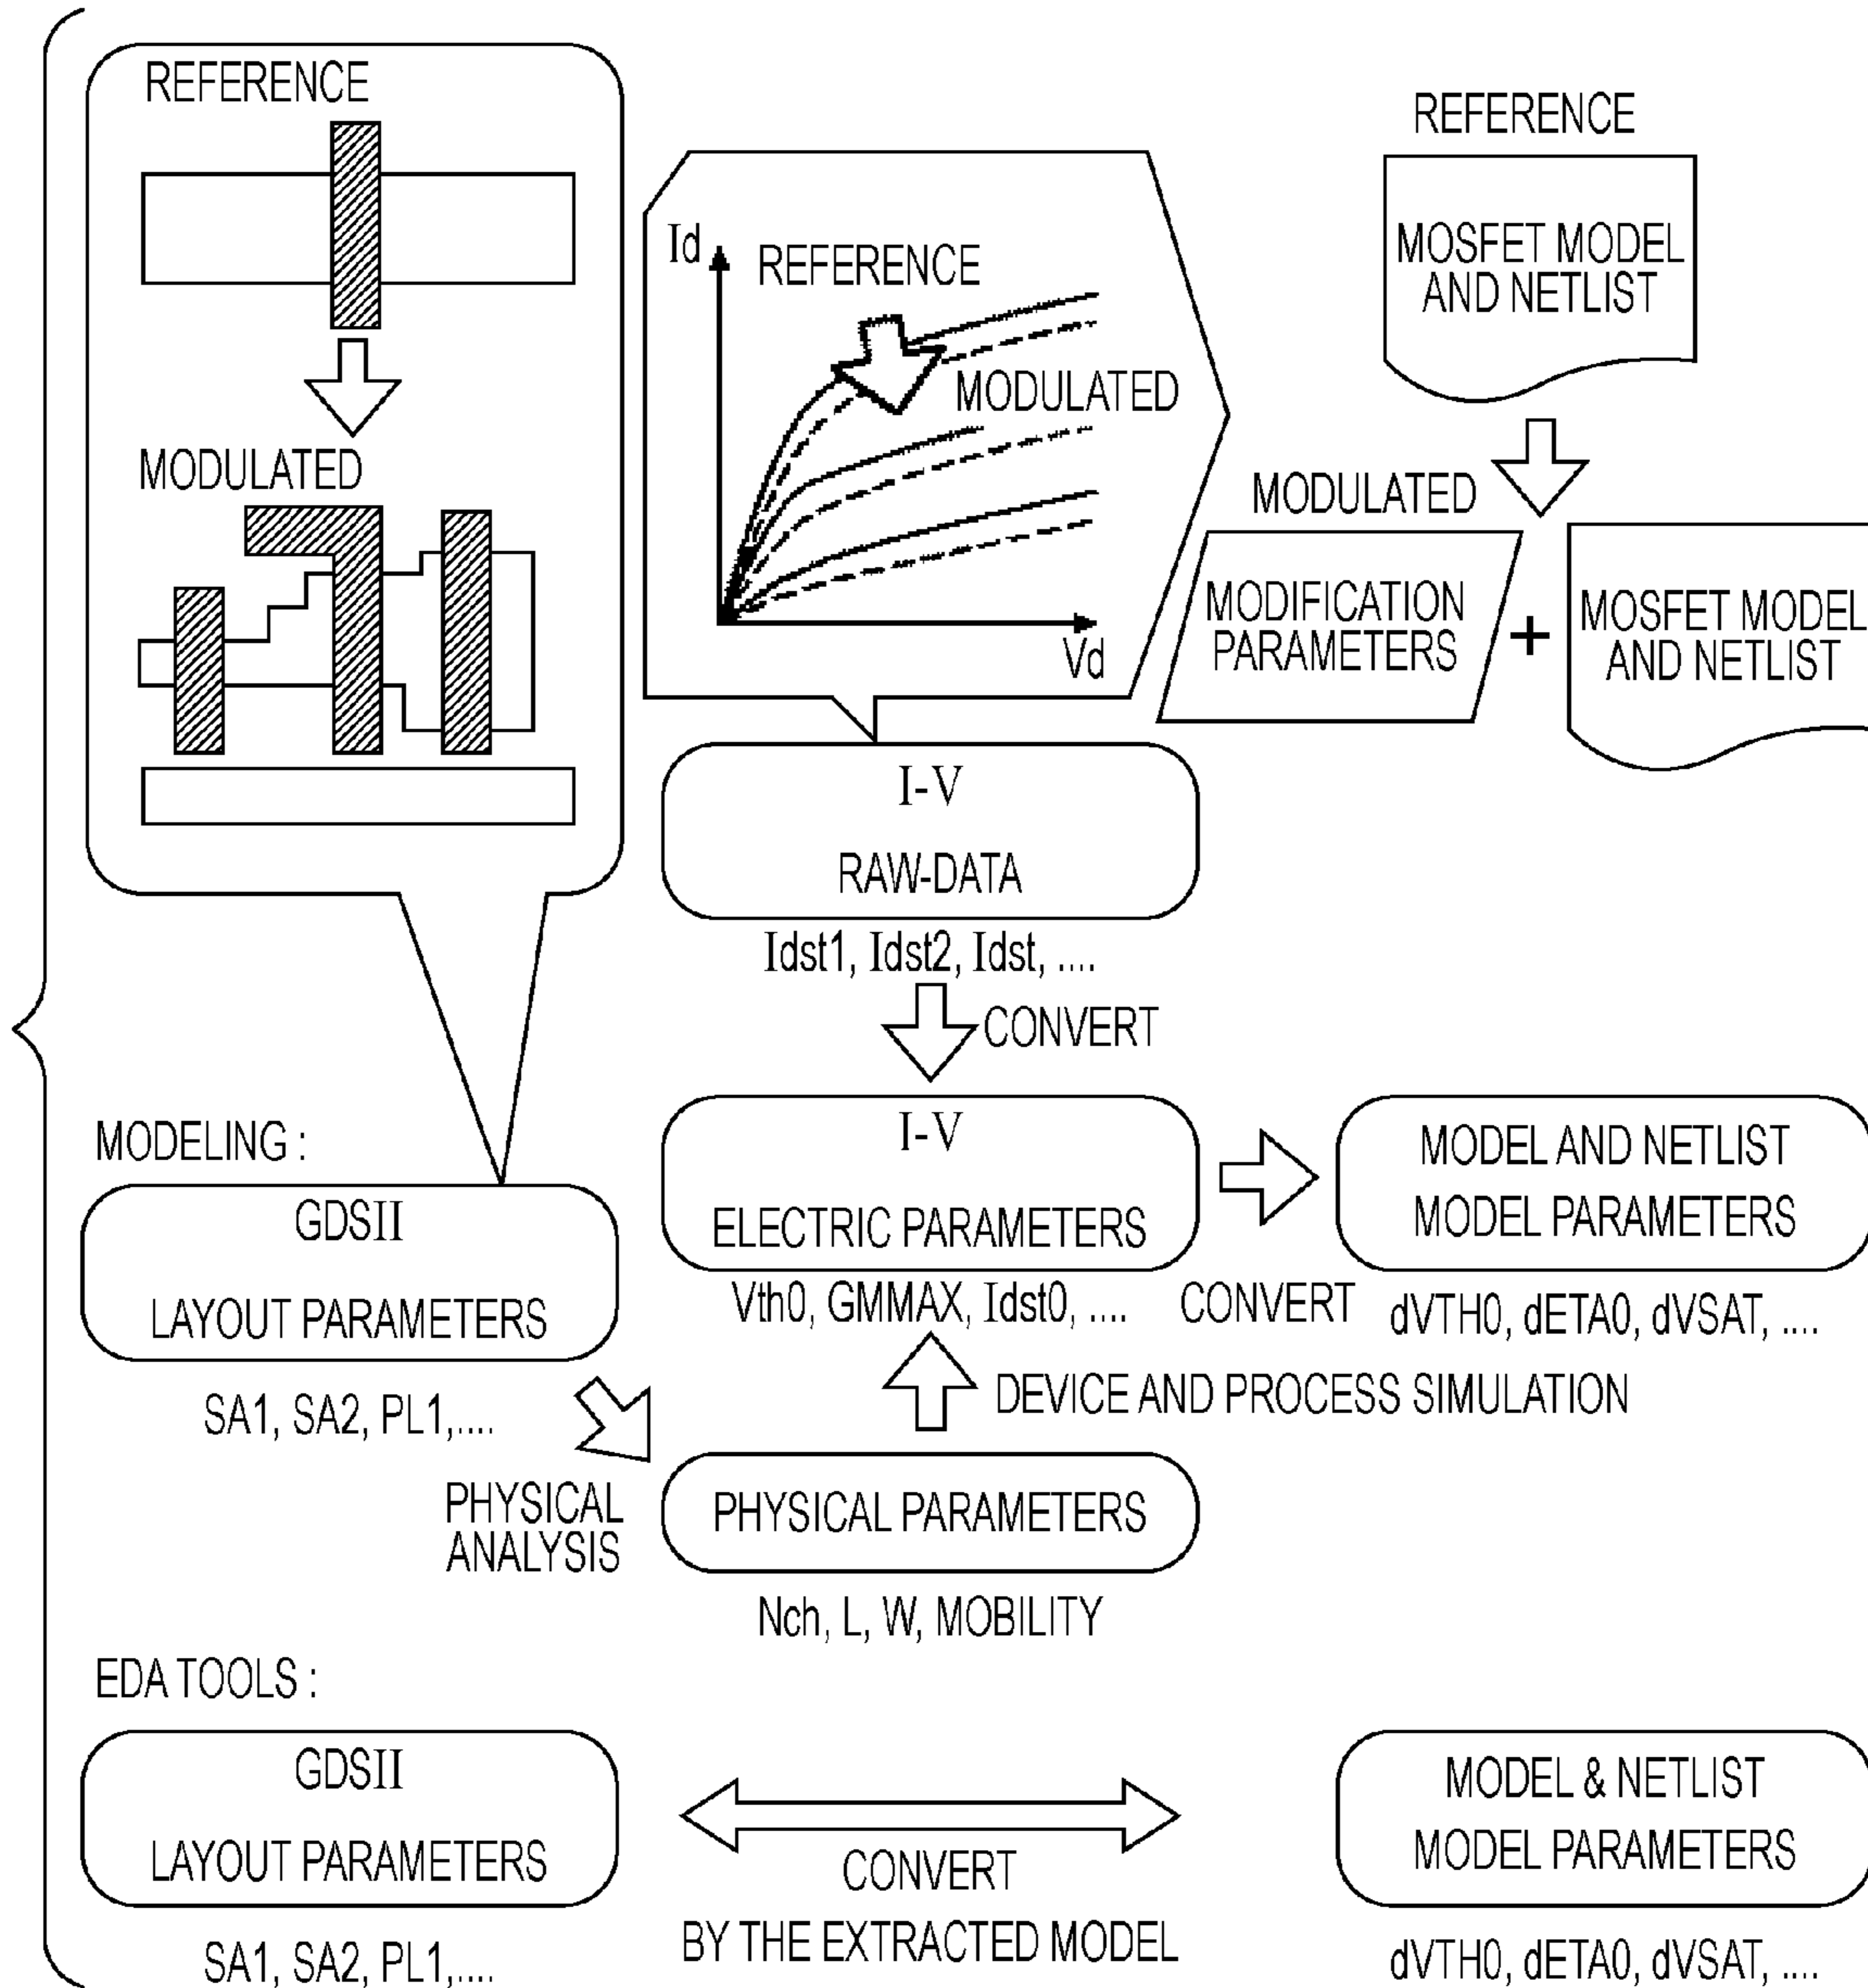 REFERENCE
MODULATED
Id
REFERENCE
MODULATED
Vd
REFERENCE
MOSFET MODEL
AND NETLIST
MODULATED
MODIFICATION
PARAMETERS
+
MOSFET MODEL
AND NETLIST
I-V
RAW-DATA
Idst1, Idst2, Idst, ....
CONVERT
MODELING :
GDSII
LAYOUT PARAMETERS
SA1, SA2, PL1,....
I-V
ELECTRIC PARAMETERS
Vth0, GMMAX, Idst0, ....
CONVERT
MODEL AND NETLIST
MODEL PARAMETERS
dVTH0, dETA0, dVSAT, ....
DEVICE AND PROCESS SIMULATION
PHYSICAL
ANALYSIS
PHYSICAL PARAMETERS
Nch, L, W, MOBILITY
EDA TOOLS :
GDSII
LAYOUT PARAMETERS
SA1, SA2, PL1,....
CONVERT
BY THE EXTRACTED MODEL
MODEL & NETLIST
MODEL PARAMETERS
dVTH0, dETA0, dVSAT, ....